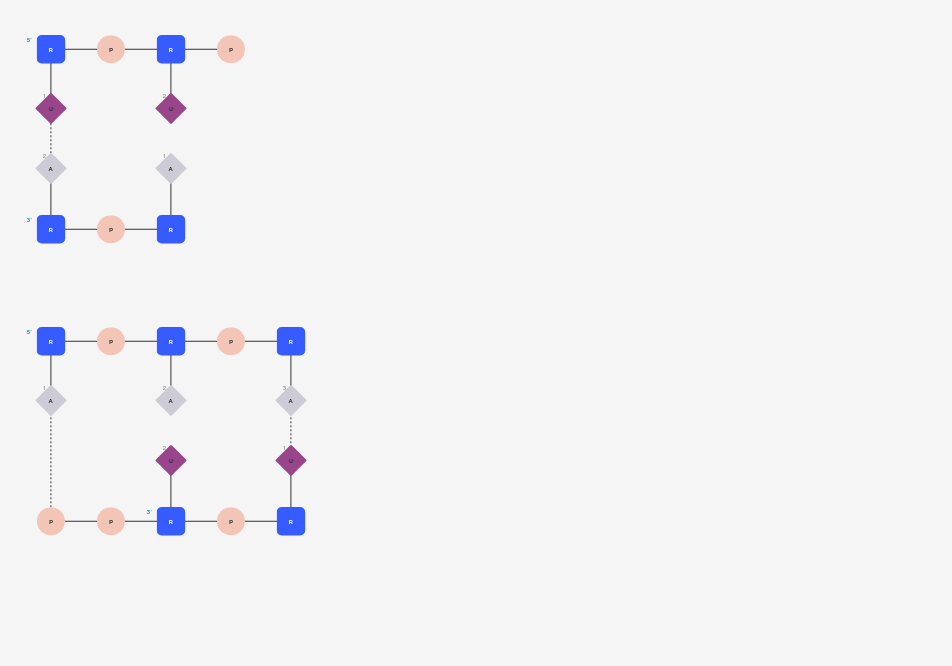 5'
R P R P
1 2
U U
2 1
A A
3'
R P R
5'
R P R P R
1 2 3
A A A
2 1
U U
3'
P P R P R